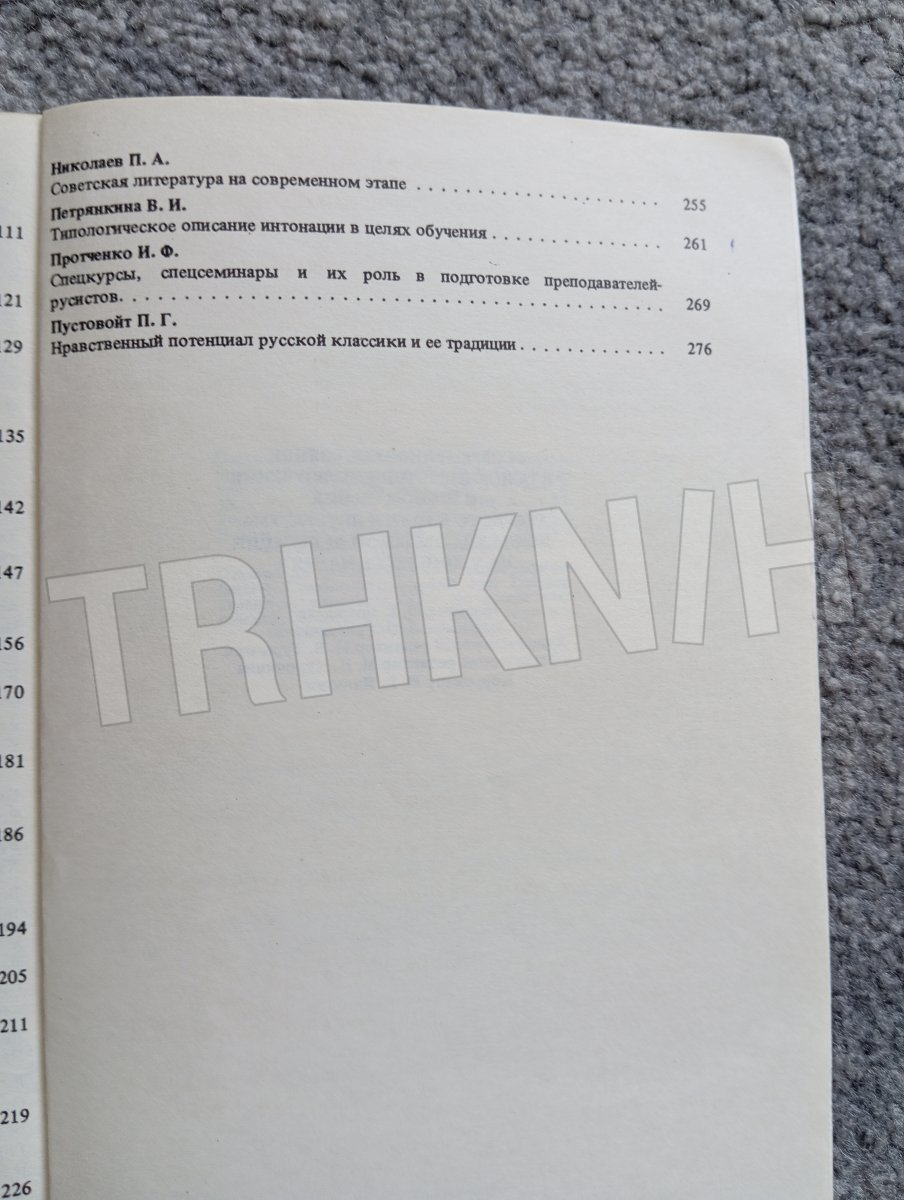 Николаев П. А.
Советская литература на современном этапе . . . . . . . . . . . . . . . . . . . . 255
Петрянкина В. И.
Типологическое описание интонации в целях обучения . . . . . . . . . . . . . . 261
Протченко И. Ф.
Спецкурсы, спецсеминары и их роль в подготовке преподавателей-
русистов. . . . . . . . . . . . . . . . . . . . . . . . . . . . . . . . . . . . . . . . . . . 269
Пустовойт П. Г.
Нравственный потенциал русской классики и ее традиции . . . . . . . . . . . . 276
111
121
129
135
142
147
156
170
181
186
194
205
211
219
226
TRHKNIH